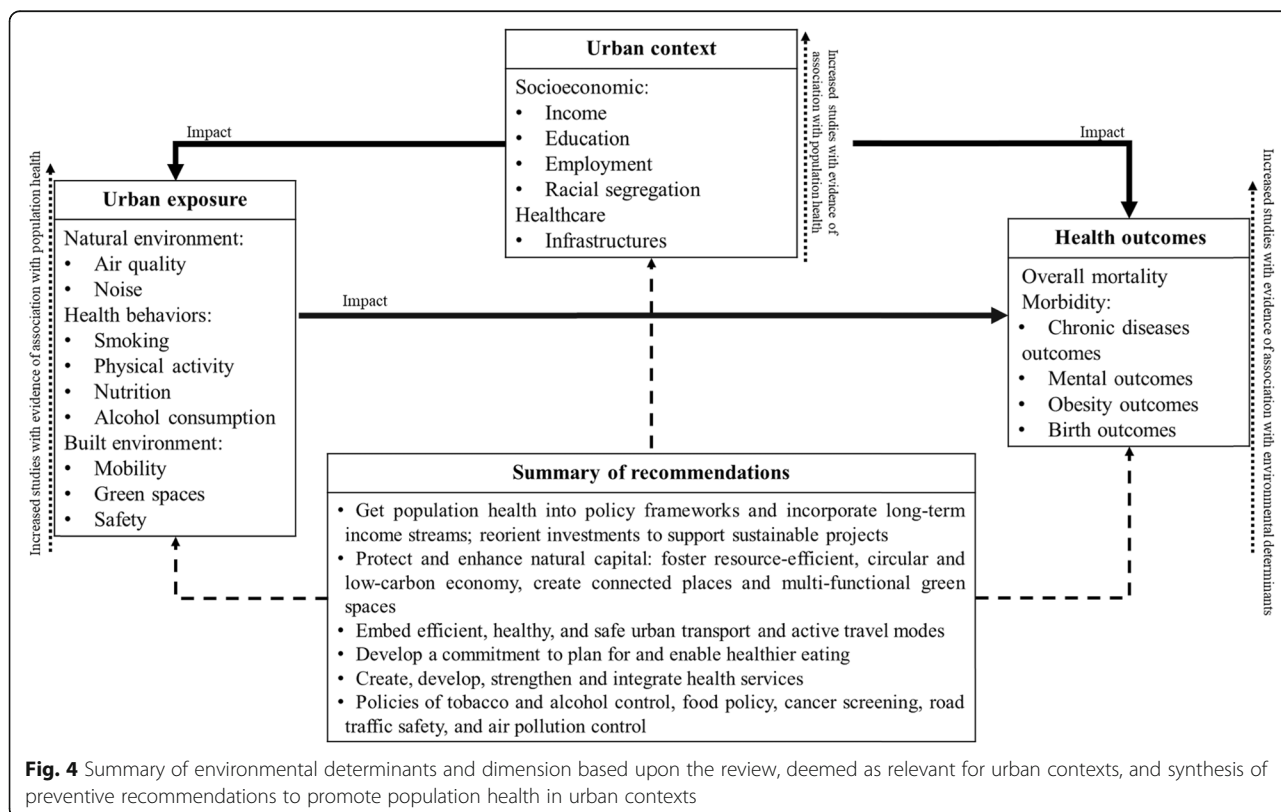 Urban context
Socioeconomic:
• Income
• Education
• Employment
• Racial segregation
Healthcare
• Infrastructures
Increased studies with evidence of
association with population health
Impact
Impact
Increased studies with evidence of association with population health
Urban exposure
Natural environment:
• Air quality
• Noise
Health behaviors:
• Smoking
• Physical activity
• Nutrition
• Alcohol consumption
Built environment:
• Mobility
• Green spaces
• Safety
Impact
Health outcomes
Overall mortality
Morbidity:
• Chronic diseases
outcomes
• Mental outcomes
• Obesity outcomes
• Birth outcomes
Increased studies with evidence of association with environmental determinants
Summary of recommendations
• Get population health into policy frameworks and incorporate long-term
income streams; reorient investments to support sustainable projects
• Protect and enhance natural capital: foster resource-efficient, circular and
low-carbon economy, create connected places and multi-functional green
spaces
• Embed efficient, healthy, and safe urban transport and active travel modes
• Develop a commitment to plan for and enable healthier eating
• Create, develop, strengthen and integrate health services
• Policies of tobacco and alcohol control, food policy, cancer screening, road
traffic safety, and air pollution control
Fig. 4 Summary of environmental determinants and dimension based upon the review, deemed as relevant for urban contexts, and synthesis of
preventive recommendations to promote population health in urban contexts